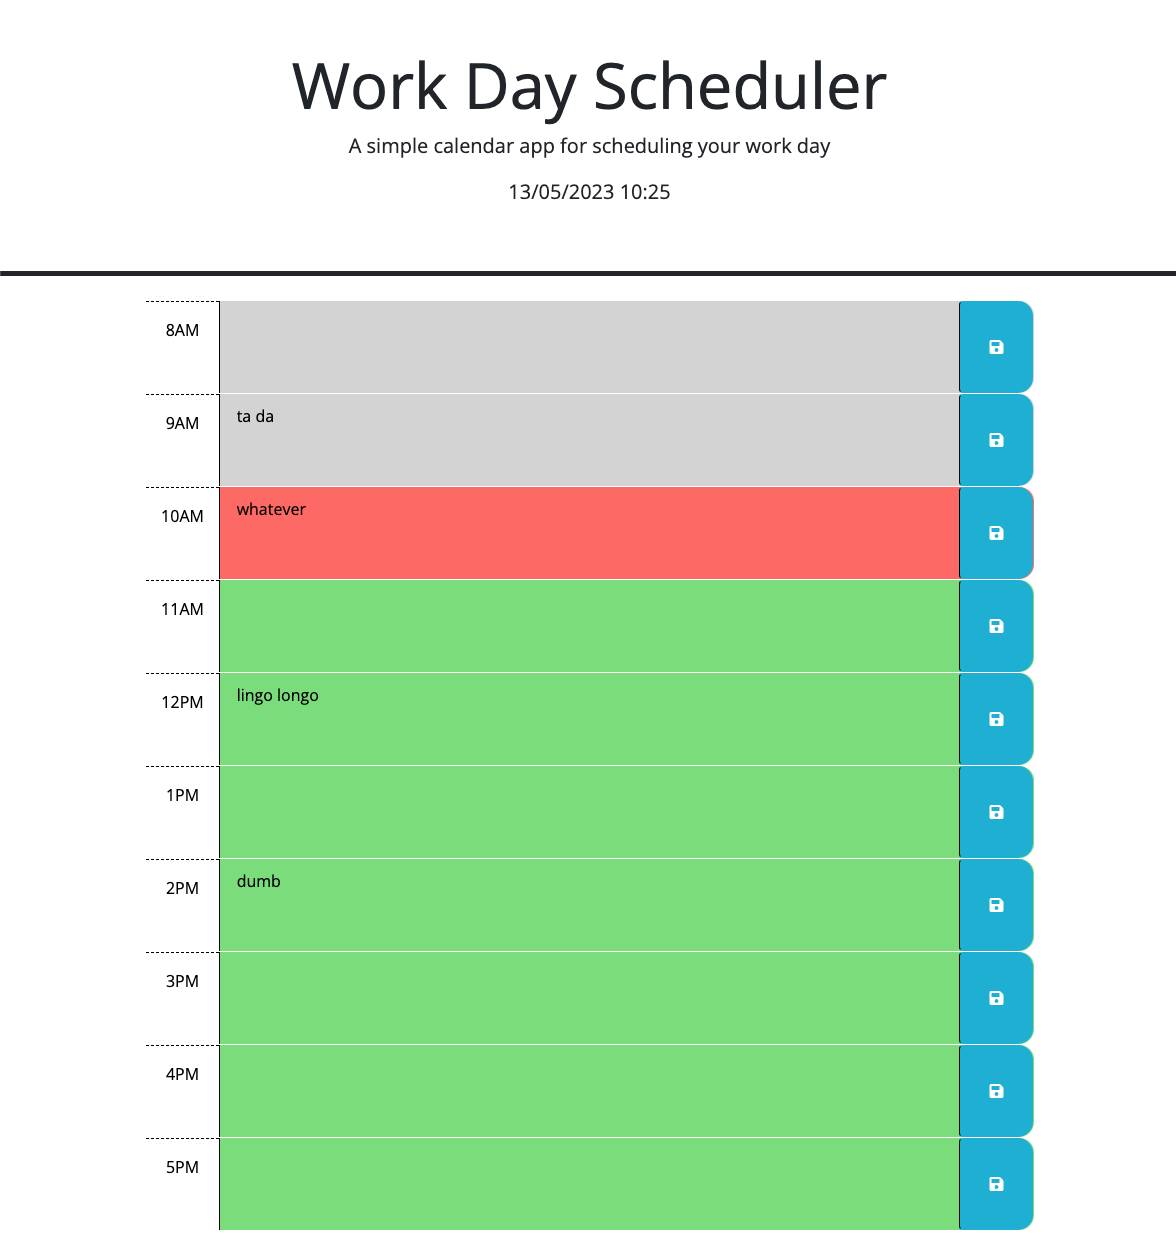 Work Day Scheduler
A simple calendar app for scheduling your work day
13/05/2023 10:25
8AM
9AM ta da
10AM whatever
11AM
12PM lingo longo
1PM
2PM dumb
3PM
4PM
5PM